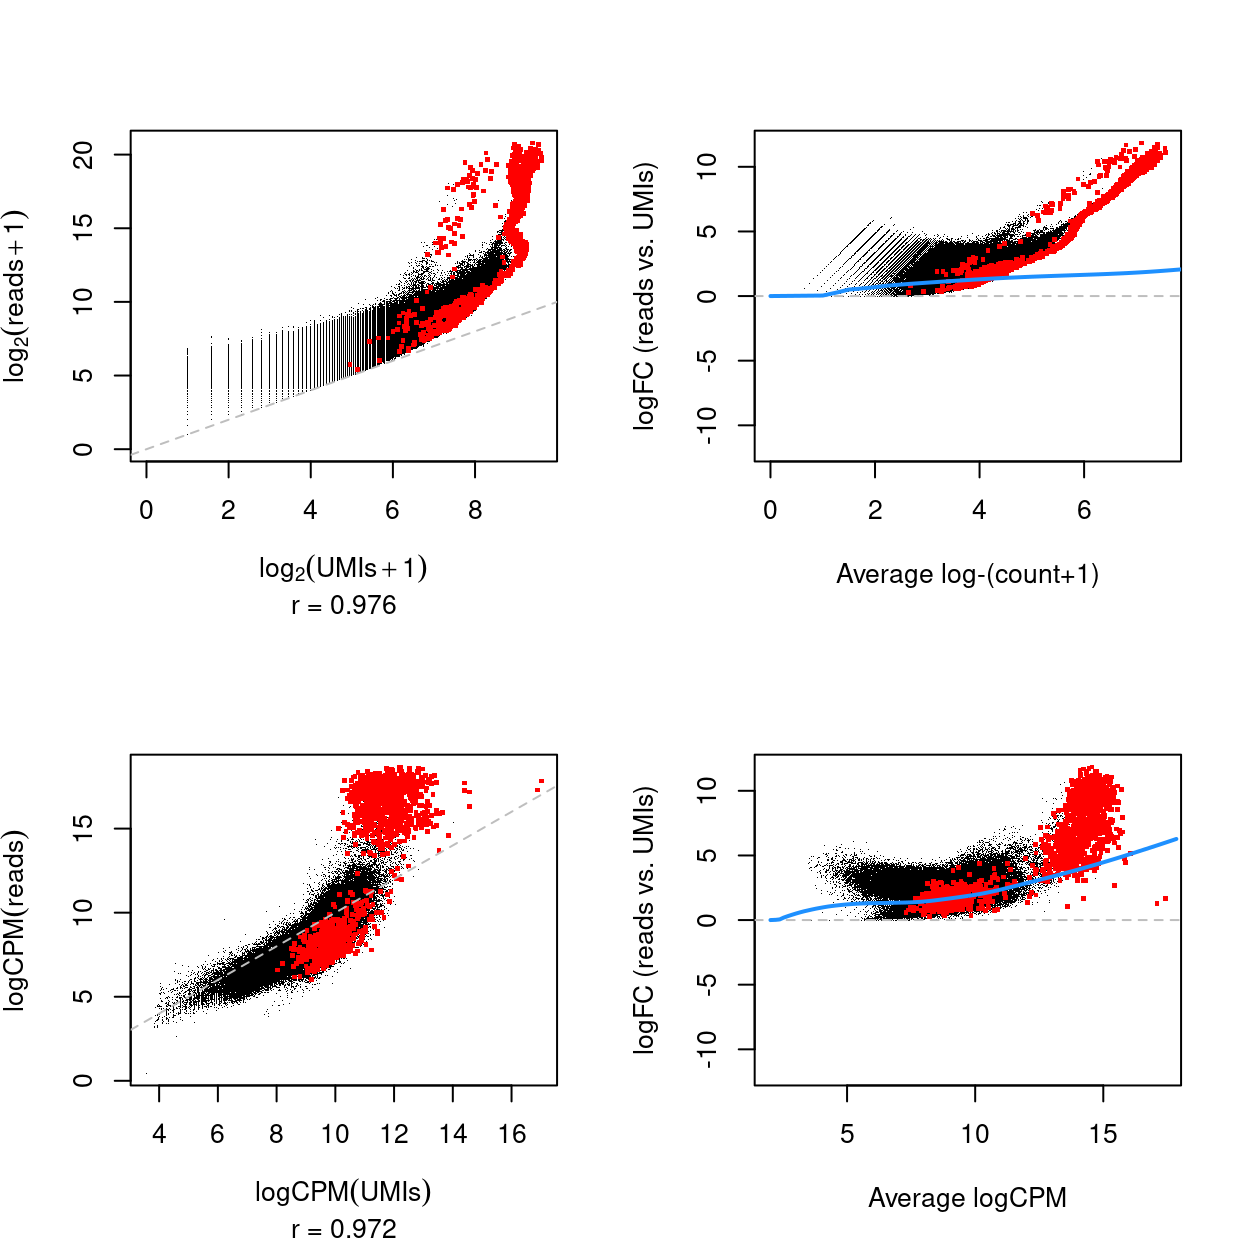 log₂(reads + 1)
20
15
10
5
0
0 2 4 6 8
log₂(UMIs + 1)
r = 0.976
logFC (reads vs. UMIs)
10
5
0
-5
-10
0 2 4 6
Average log-(count+1)
logCPM(reads)
15
10
5
0
4 6 8 10 12 14 16
logCPM(UMIs)
r = 0.972
logFC (reads vs. UMIs)
10
5
0
-5
-10
5 10 15
Average logCPM